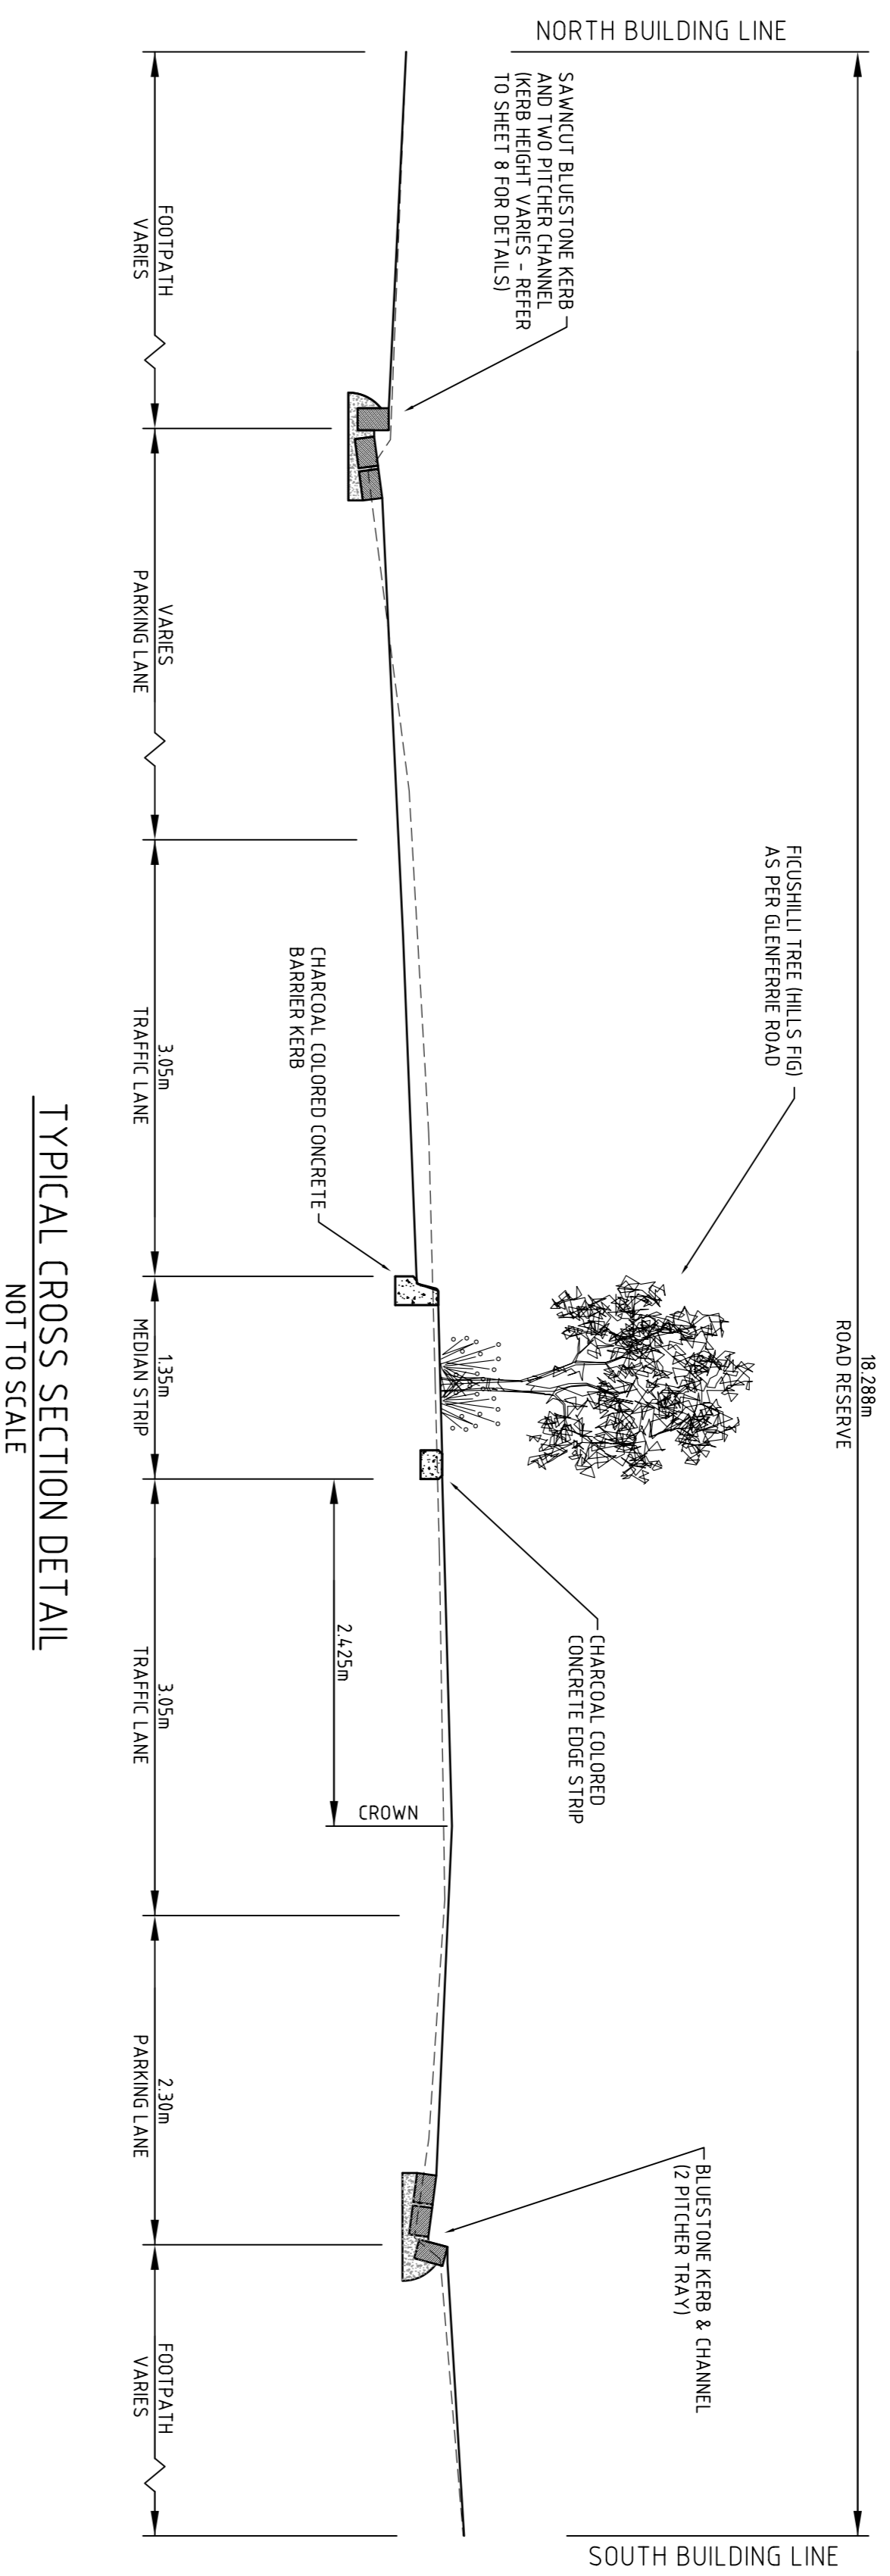 NORTH BUILDING LINE
18.288m
ROAD RESERVE
SOUTH BUILDING LINE
SAWNCUT BLUESTONE KERB
AND TWO PITCHER CHANNEL
(KERB HEIGHT VARIES - REFER
TO SHEET 8 FOR DETAILS)
FICUSHILLI TREE (HILLS FIG)
AS PER GLENFERRIE ROAD
CHARCOAL COLORED
CONCRETE EDGE STRIP
BLUESTONE KERB & CHANNEL
(2 PITCHER TRAY)
CHARCOAL COLORED CONCRETE
BARRIER KERB
2.425m
CROWN
FOOTPATH
VARIES
VARIES
PARKING LANE
3.05m
TRAFFIC LANE
1.35m
MEDIAN STRIP
3.05m
TRAFFIC LANE
2.30m
PARKING LANE
FOOTPATH
VARIES
TYPICAL CROSS SECTION DETAIL
NOT TO SCALE